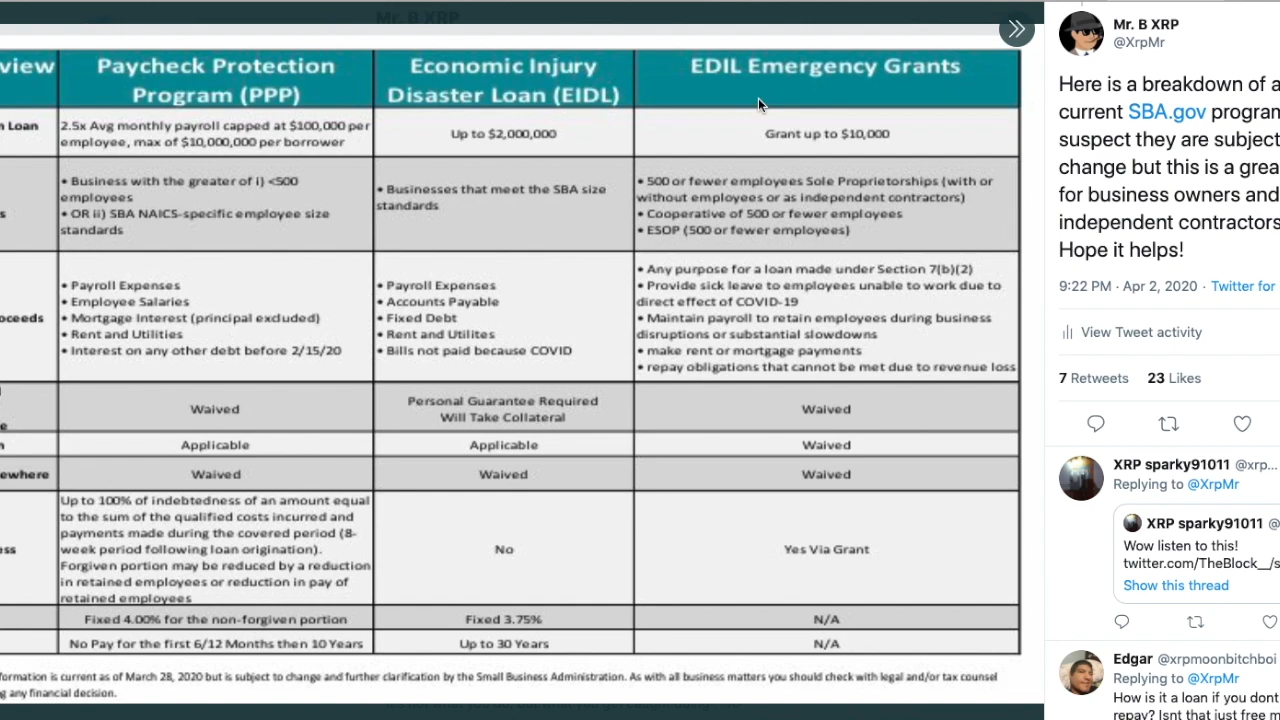 Mr. B XRP
view
Paycheck Protection
Program (PPP)
Economic Injury
Disaster Loan (EIDL)
EDIL Emergency Grants
Loan
2.5x Avg monthly payroll capped at $100,000 per
employee, max of $10,000,000 per borrower
Up to $2,000,000
Grant up to $10,000
s
• Business with the greater of i) <500
employees
• OR ii) SBA NAICS-specific employee size
standards
• Businesses that meet the SBA size
standards
• 500 or fewer employees Sole Proprietorships (with or
without employees or as independent contractors)
• Cooperative of 500 or fewer employees
• ESOP (500 or fewer employees)
oceeds
• Payroll Expenses
• Employee Salaries
• Mortgage Interest (principal excluded)
• Rent and Utilities
• Interest on any other debt before 2/15/20
• Payroll Expenses
• Accounts Payable
• Fixed Debt
• Rent and Utilites
• Bills not paid because COVID
• Any purpose for a loan made under Section 7(b)(2)
• Provide sick leave to employees unable to work due to
direct effect of COVID-19
• Maintain payroll to retain employees during business
disruptions or substantial slowdowns
• make rent or mortgage payments
• repay obligations that cannot be met due to revenue loss
e
Waived
Personal Guarantee Required
Will Take Collateral
Waived
n
Applicable
Applicable
Waived
ewhere
Waived
Waived
Waived
ess
Up to 100% of indebtedness of an amount equal
to the sum of the qualified costs incurred and
payments made during the covered period (8-
week period following loan origination).
Forgiven portion may be reduced by a reduction
in retained employees or reduction in pay of
retained employees
No
Yes Via Grant
Fixed 4.00% for the non-forgiven portion
Fixed 3.75%
N/A
No Pay for the first 6/12 Months then 10 Years
Up to 30 Years
N/A
formation is current as of March 28, 2020 but is subject to change and further clarification by the Small Business Administration. As with all business matters you should check with legal and/or tax counsel
g any financial decision.
Mr. B XRP
@XrpMr
Here is a breakdown of a
current SBA.gov program
suspect they are subject
change but this is a grea
for business owners and
independent contractors
Hope it helps!
9:22 PM · Apr 2, 2020 · Twitter for
View Tweet activity
7 Retweets 23 Likes
XRP sparky91011 @xrp...
Replying to @XrpMr
XRP sparky91011 @
Wow listen to this!
twitter.com/TheBlock__/s
Show this thread
Edgar @xrpmoonbitchboi
Replying to @XrpMr
How is it a loan if you dont
repay? Isnt that just free m